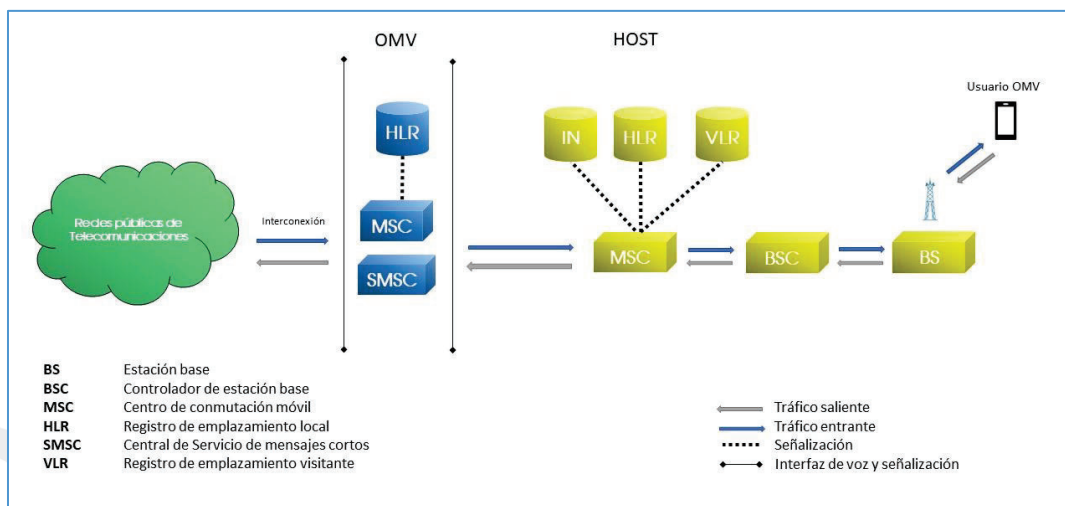 OMV
HOST
Usuario OMV
HLR
IN
HLR
VLR
Redes públicas de
Telecomunicaciones
Interconexión
MSC
SMSC
MSC
BSC
BS
BS Estación base
BSC Controlador de estación base
MSC Centro de conmutación móvil
HLR Registro de emplazamiento local
SMSC Central de Servicio de mensajes cortos
VLR Registro de emplazamiento visitante
Tráfico saliente
Tráfico entrante
Señalización
Interfaz de voz y señalización